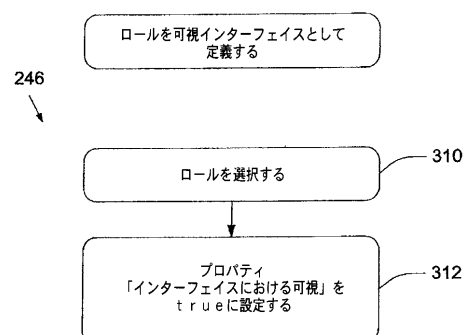 ロールを可視インターフェイスとして
定義する
246
ロールを選択する
310
プロパティ
「インターフェイスにおける可視」を
ｔｒｕｅに設定する
312